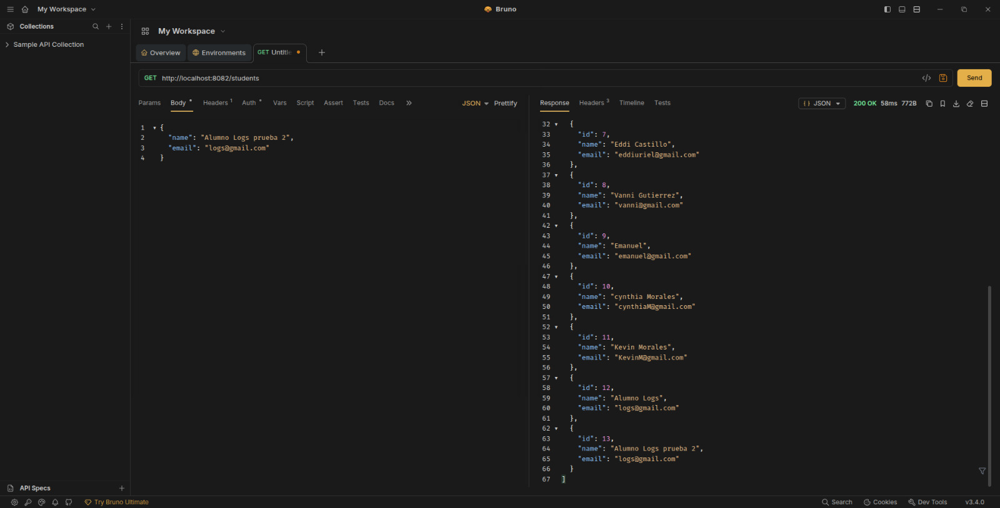 My Workspace
Bruno
Collections
Sample API Collection
My Workspace
Overview
Environments
GET Untitle
GET http://localhost:8082/students
</>
Send
Params Body Headers 1 Auth Vars Script Assert Tests Docs
JSON Prettify
1 {
2 "name": "Alumno Logs prueba 2",
3 "email": "logs@gmail.com"
4 }
Response Headers 3 Timeline Tests
{ } JSON
200 OK 58ms 772B
32 {
33 "id": 7,
34 "name": "Eddi Castillo",
35 "email": "eddiuriel@gmail.com"
36 },
37 {
38 "id": 8,
39 "name": "Vanni Gutierrez",
40 "email": "vanni@gmail.com"
41 },
42 {
43 "id": 9,
44 "name": "Emanuel",
45 "email": "emanuel@gmail.com"
46 },
47 {
48 "id": 10,
49 "name": "cynthia Morales",
50 "email": "cynthiaM@gmail.com"
51 },
52 {
53 "id": 11,
54 "name": "Kevin Morales",
55 "email": "KevinM@gmail.com"
56 },
57 {
58 "id": 12,
59 "name": "Alumno Logs",
60 "email": "logs@gmail.com"
61 },
62 {
63 "id": 13,
64 "name": "Alumno Logs prueba 2",
65 "email": "logs@gmail.com"
66 }
67 ]
API Specs
Try Bruno Ultimate
Search
Cookies
Dev Tools
v3.4.0